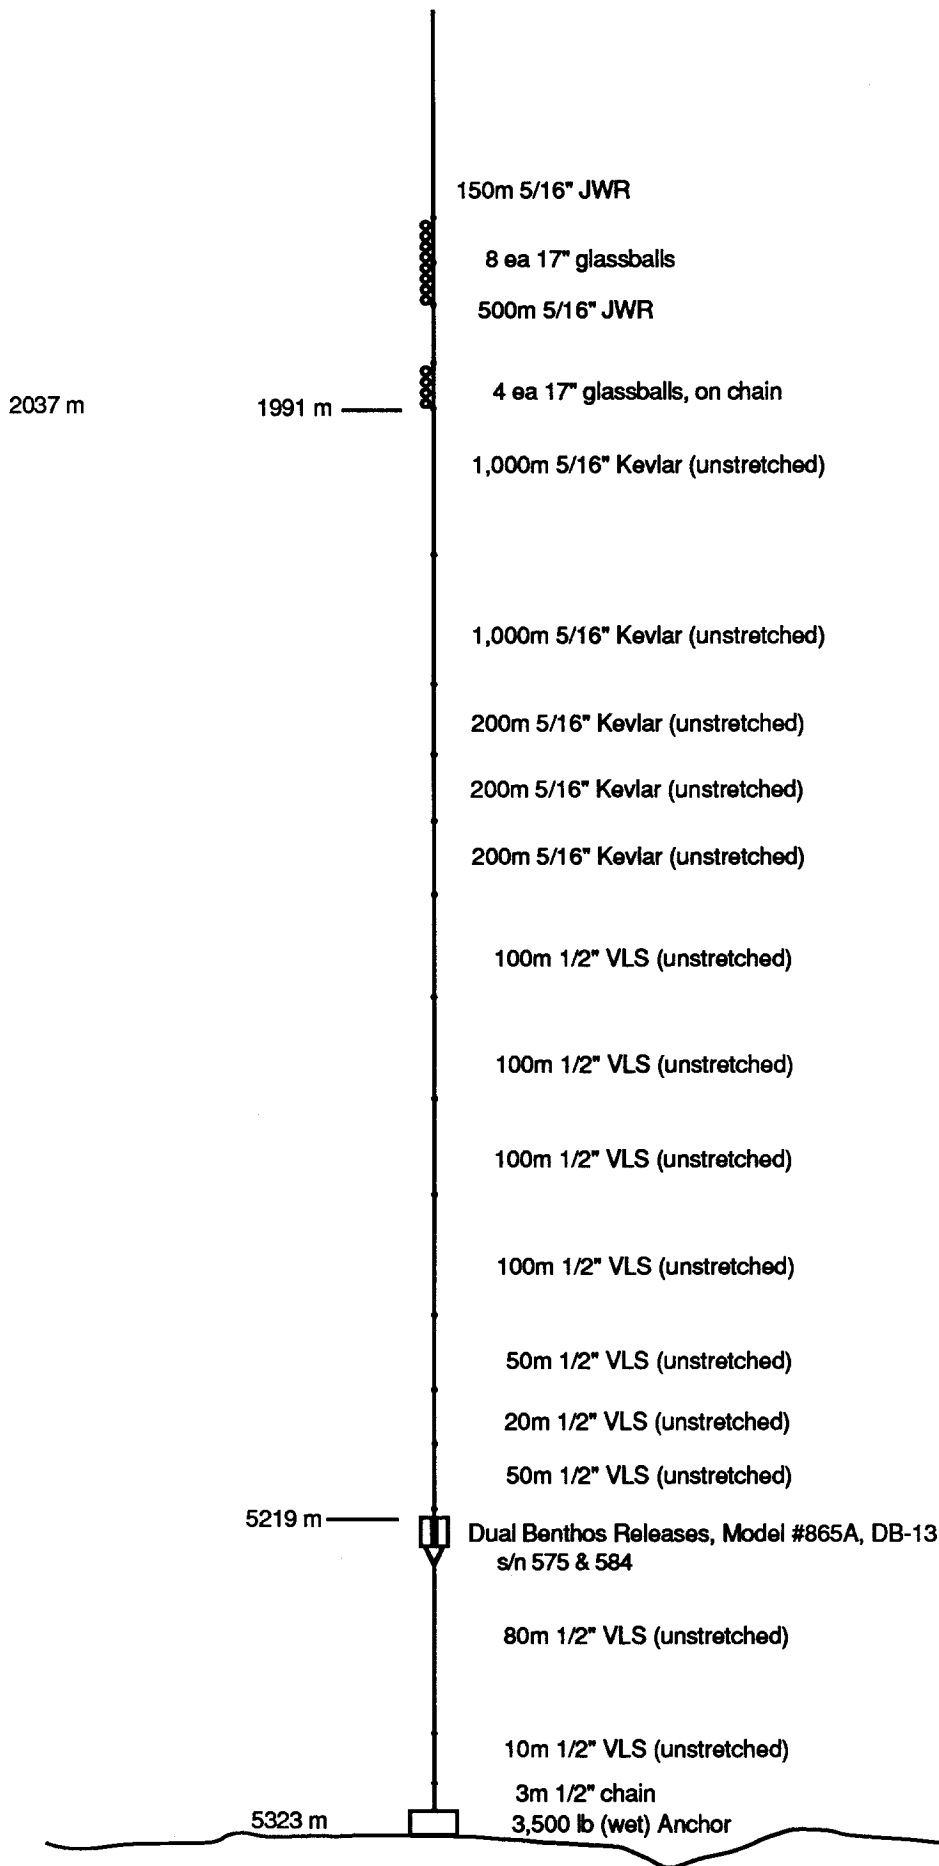 150m 5/16" JWR
8 ea 17" glassballs
500m 5/16" JWR
4 ea 17" glassballs, on chain
2037 m
1991 m
1,000m 5/16" Kevlar (unstretched)
1,000m 5/16" Kevlar (unstretched)
200m 5/16" Kevlar (unstretched)
200m 5/16" Kevlar (unstretched)
200m 5/16" Kevlar (unstretched)
100m 1/2" VLS (unstretched)
100m 1/2" VLS (unstretched)
100m 1/2" VLS (unstretched)
100m 1/2" VLS (unstretched)
50m 1/2" VLS (unstretched)
20m 1/2" VLS (unstretched)
50m 1/2" VLS (unstretched)
5219 m
Dual Benthos Releases, Model #865A, DB-13
s/n 575 & 584
80m 1/2" VLS (unstretched)
10m 1/2" VLS (unstretched)
3m 1/2" chain
5323 m
3,500 lb (wet) Anchor